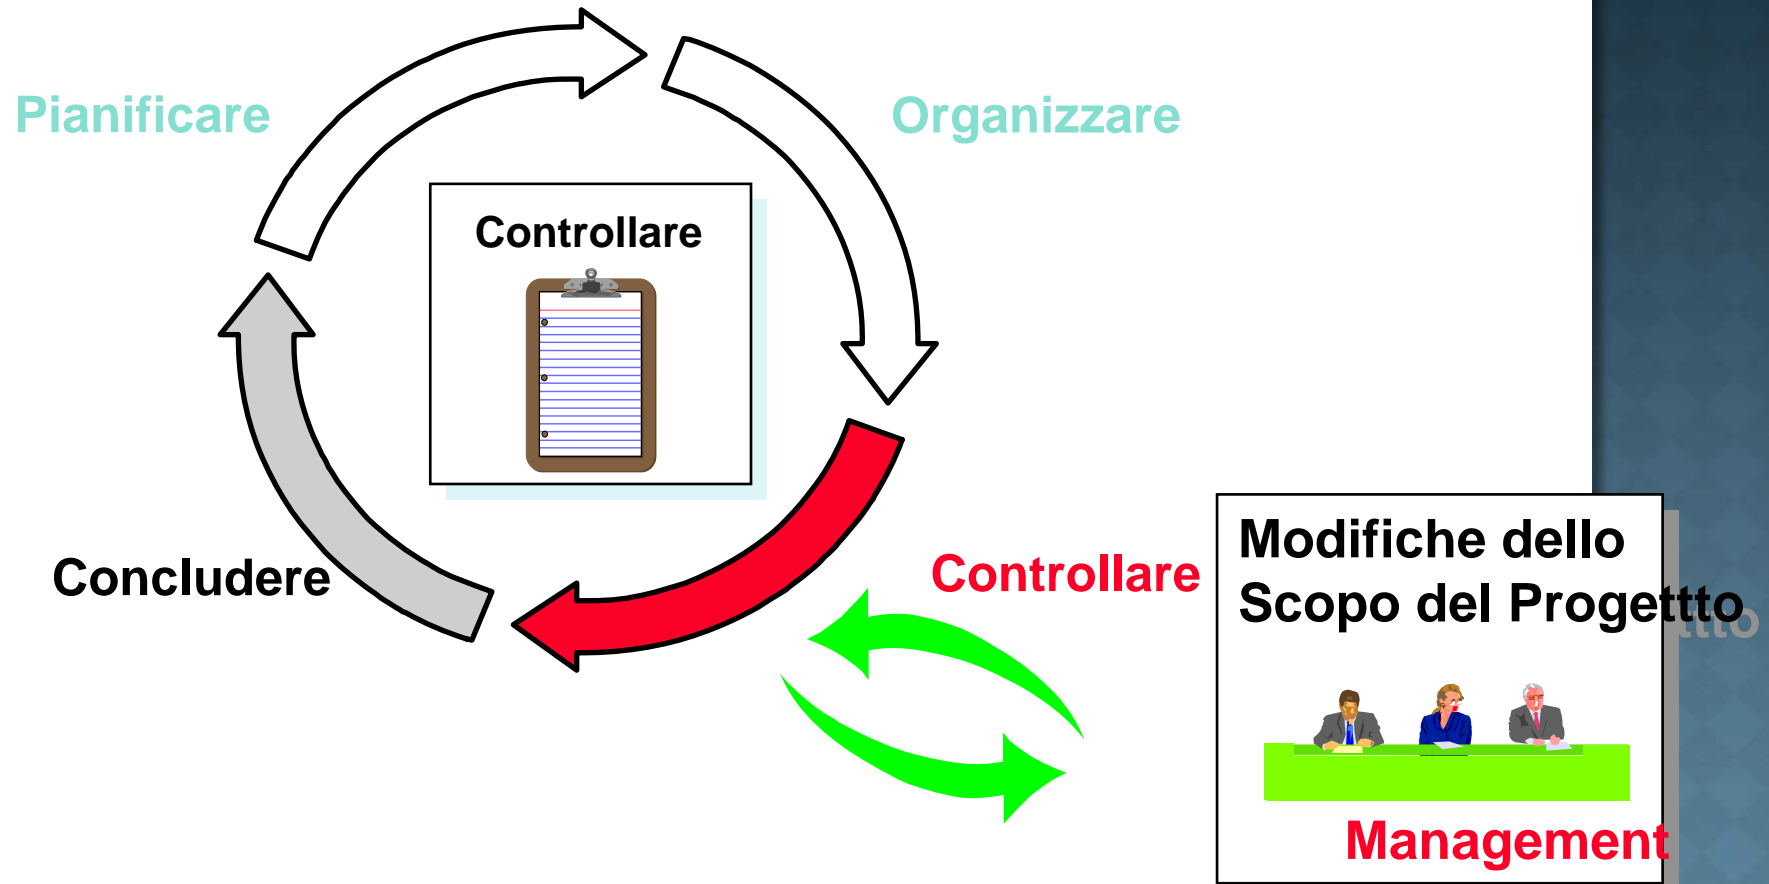 Pianificare
Organizzare
Controllare
Concludere
Controllare
Modifiche dello
Scopo del Progettto
Management